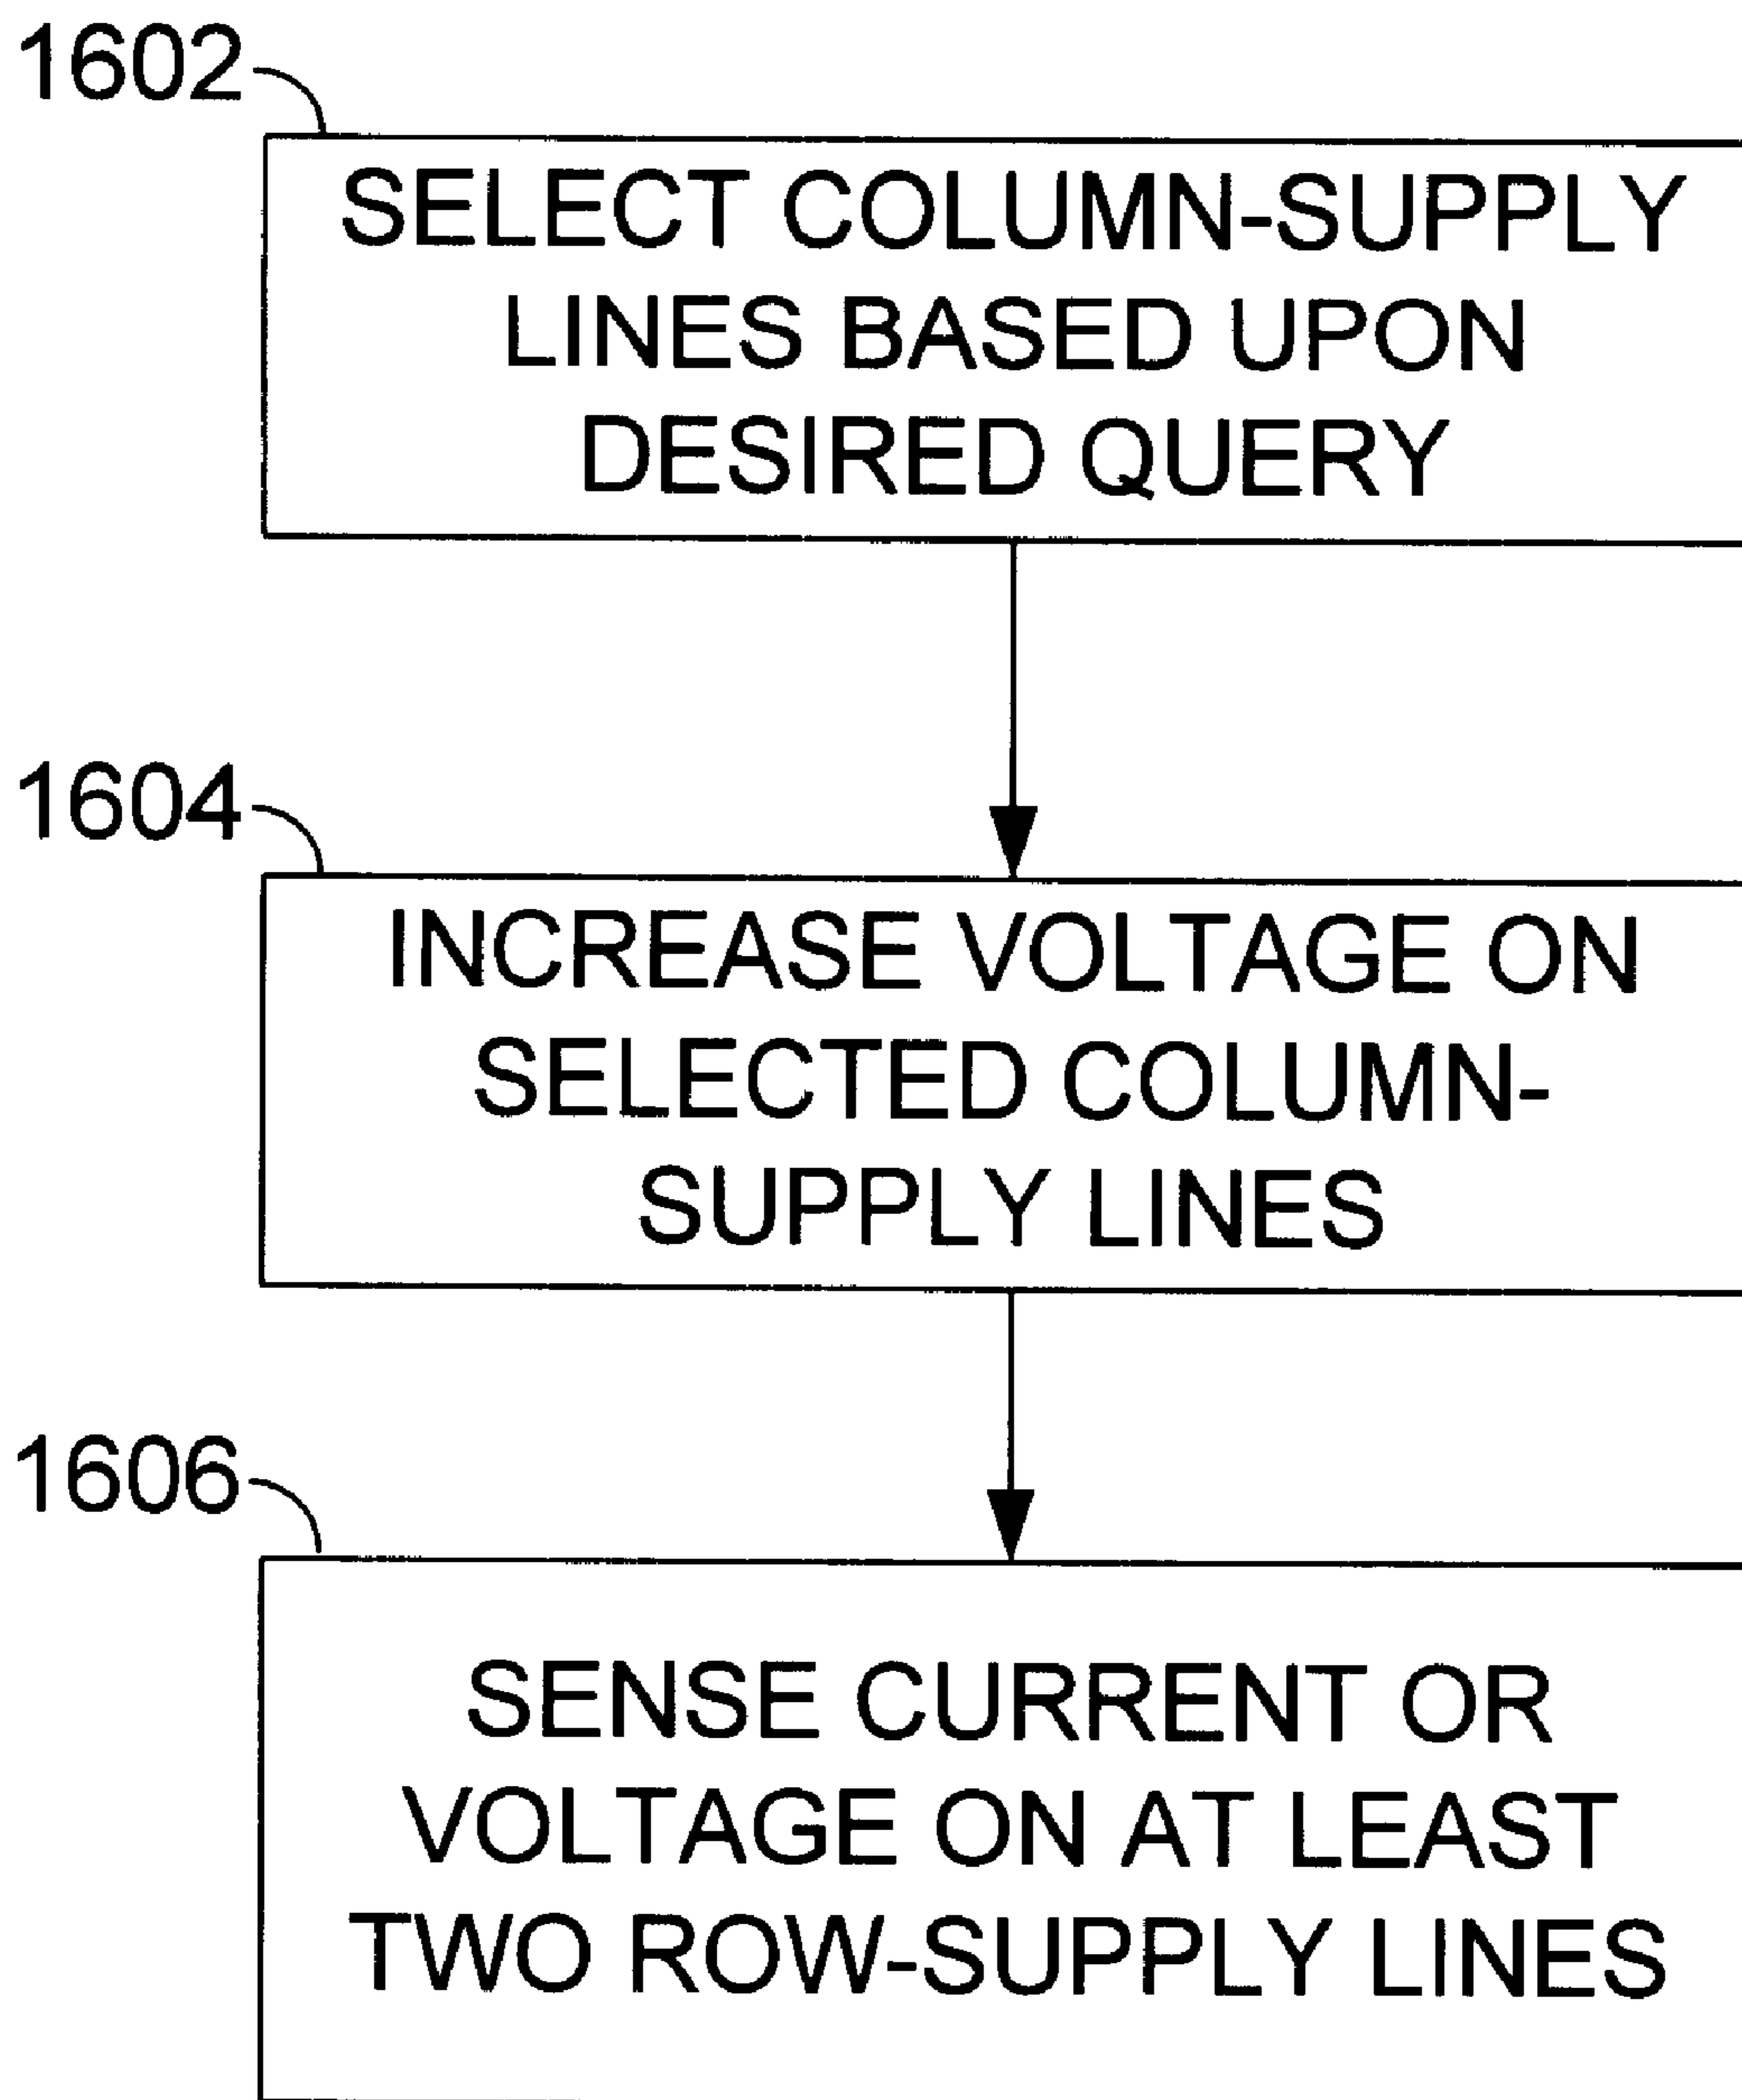 1602
SELECT COLUMN-SUPPLY
LINES BASED UPON
DESIRED QUERY
1604
INCREASE VOLTAGE ON
SELECTED COLUMN-
SUPPLY LINES
1606
SENSE CURRENT OR
VOLTAGE ON AT LEAST
TWO ROW-SUPPLY LINES